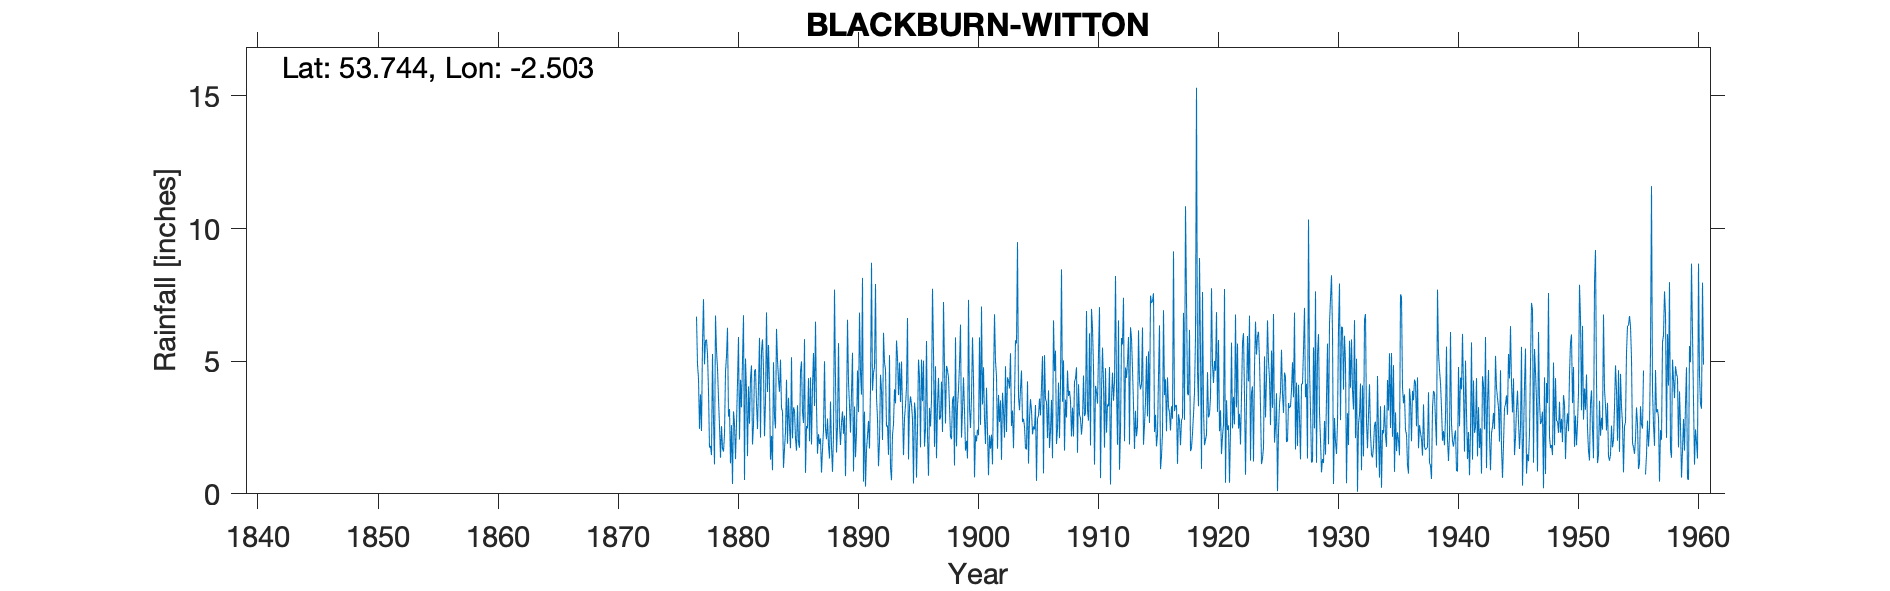 BLACKBURN-WITTON
Lat: 53.744, Lon: -2.503
Rainfall [inches]
15
10
5
0
1840 1850 1860 1870 1880 1890 1900 1910 1920 1930 1940 1950 1960
Year